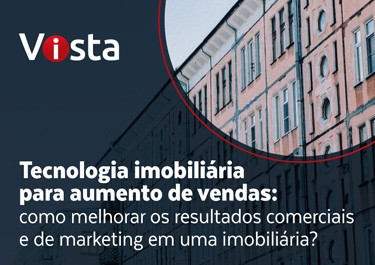 Vista
Tecnologia imobiliária
para aumento de vendas:
como melhorar os resultados comerciais
e de marketing em uma imobiliária?